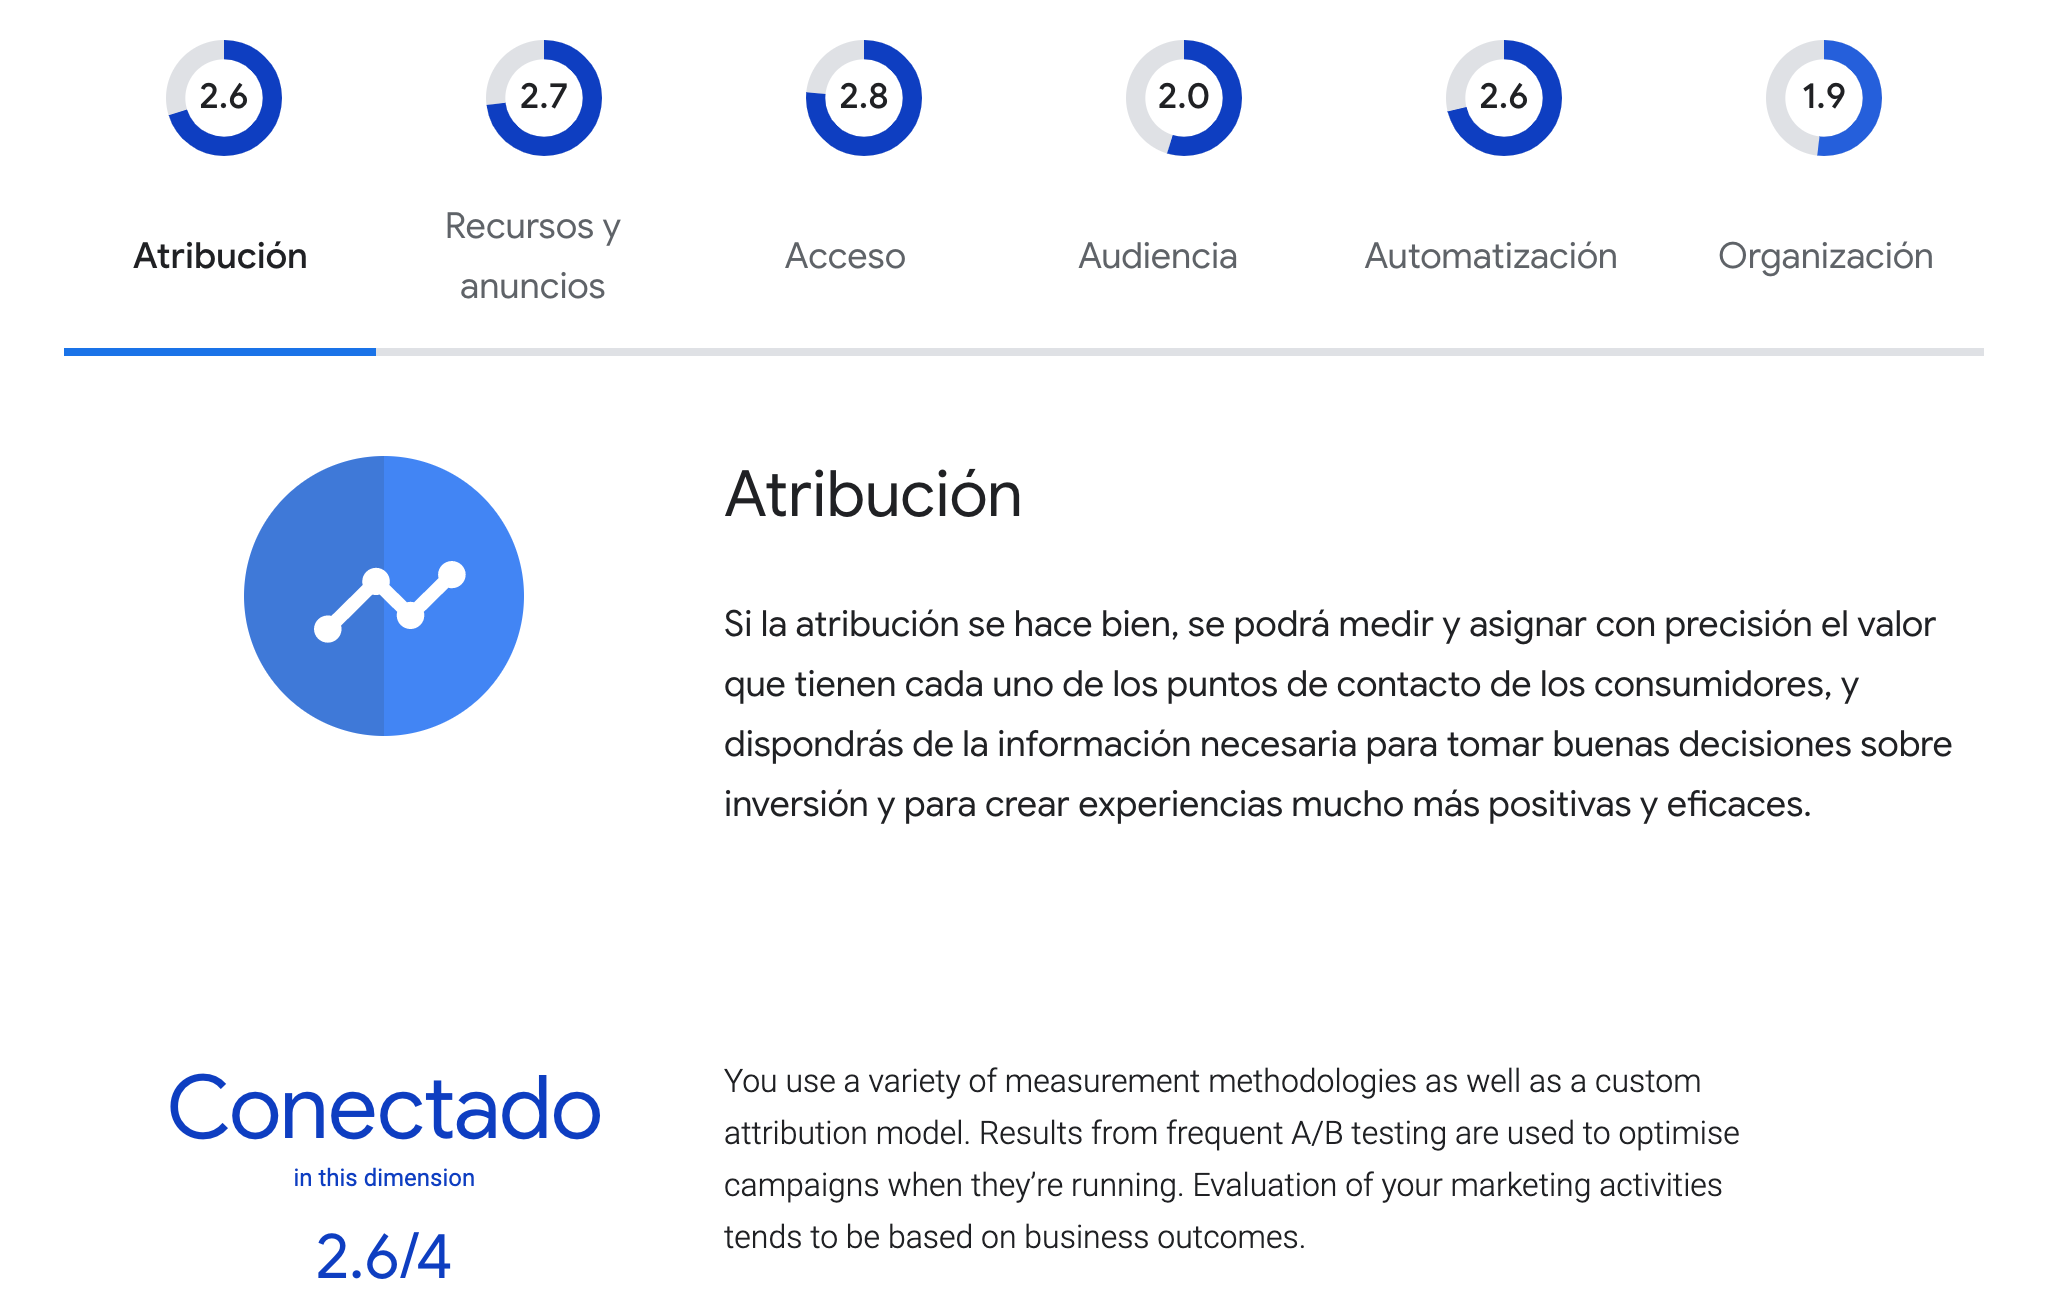 2.6
2.7
2.8
2.0
2.6
1.9
Atribución
Recursos y
anuncios
Acceso
Audiencia
Automatización
Organización
Atribución
Si la atribución se hace bien, se podrá medir y asignar con precisión el valor
que tienen cada uno de los puntos de contacto de los consumidores, y
dispondrás de la información necesaria para tomar buenas decisiones sobre
inversión y para crear experiencias mucho más positivas y eficaces.
Conectado
in this dimension
2.6/4
You use a variety of measurement methodologies as well as a custom
attribution model. Results from frequent A/B testing are used to optimise
campaigns when they’re running. Evaluation of your marketing activities
tends to be based on business outcomes.